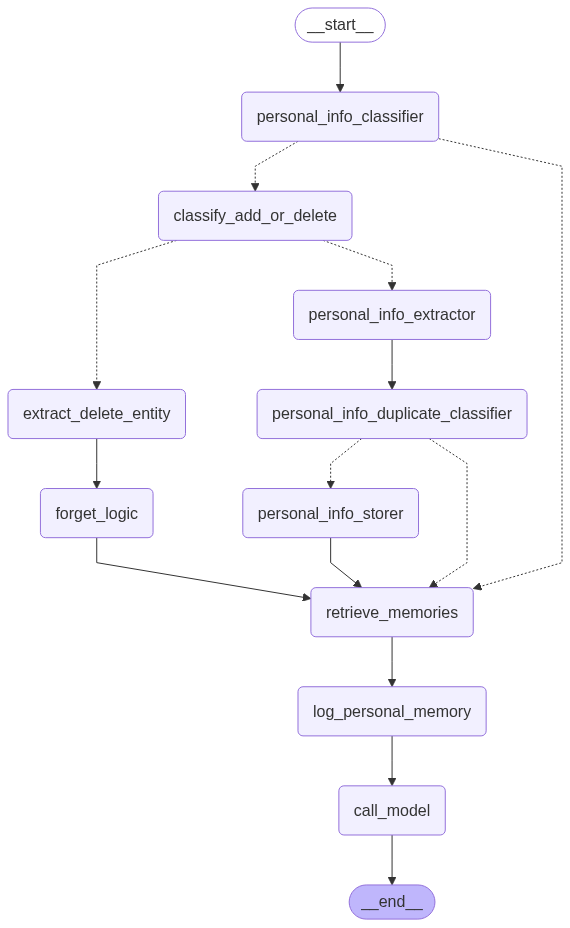 __start__
personal_info_classifier
classify_add_or_delete
personal_info_extractor
extract_delete_entity
personal_info_duplicate_classifier
forget_logic
personal_info_storer
retrieve_memories
log_personal_memory
call_model
__end__